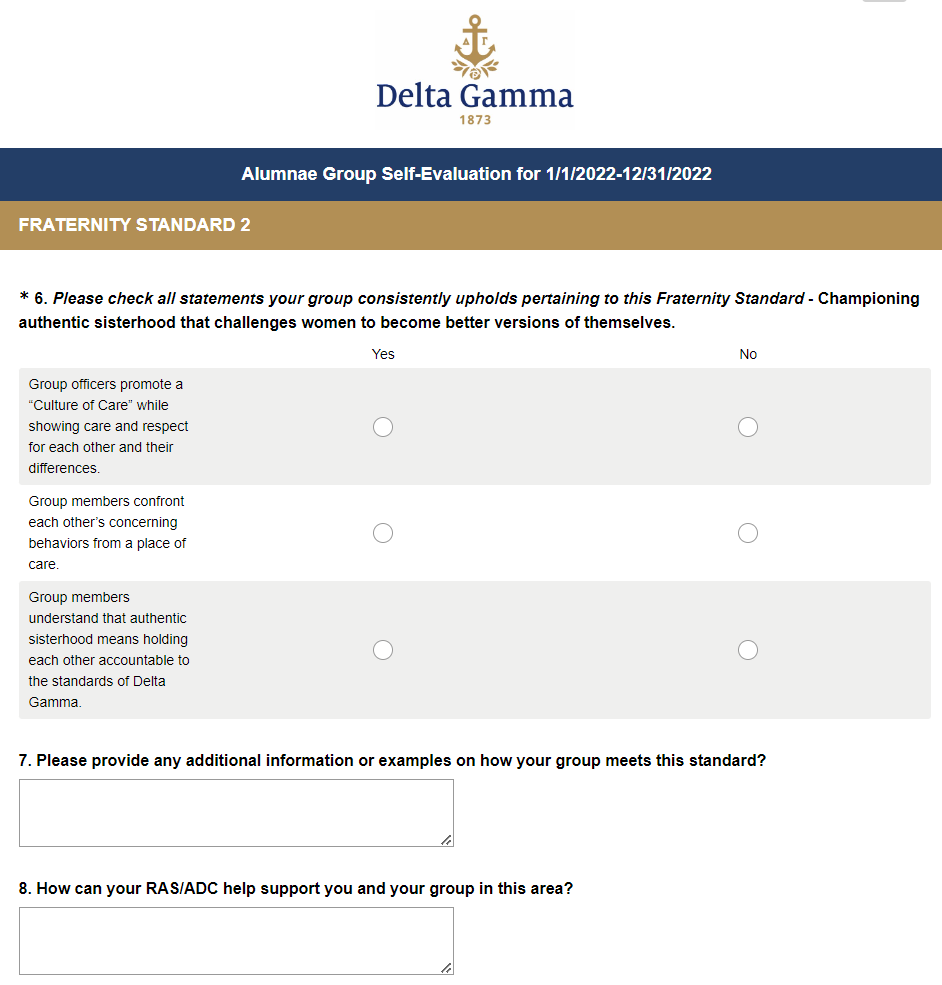 Δ Γ
Delta Gamma
1873
Alumnae Group Self-Evaluation for 1/1/2022-12/31/2022
FRATERNITY STANDARD 2
* 6. Please check all statements your group consistently upholds pertaining to this Fraternity Standard - Championing
authentic sisterhood that challenges women to become better versions of themselves.
Yes No
Group officers promote a
“Culture of Care” while
showing care and respect
for each other and their
differences.
Group members confront
each other’s concerning
behaviors from a place of
care.
Group members
understand that authentic
sisterhood means holding
each other accountable to
the standards of Delta
Gamma.
7. Please provide any additional information or examples on how your group meets this standard?
8. How can your RAS/ADC help support you and your group in this area?